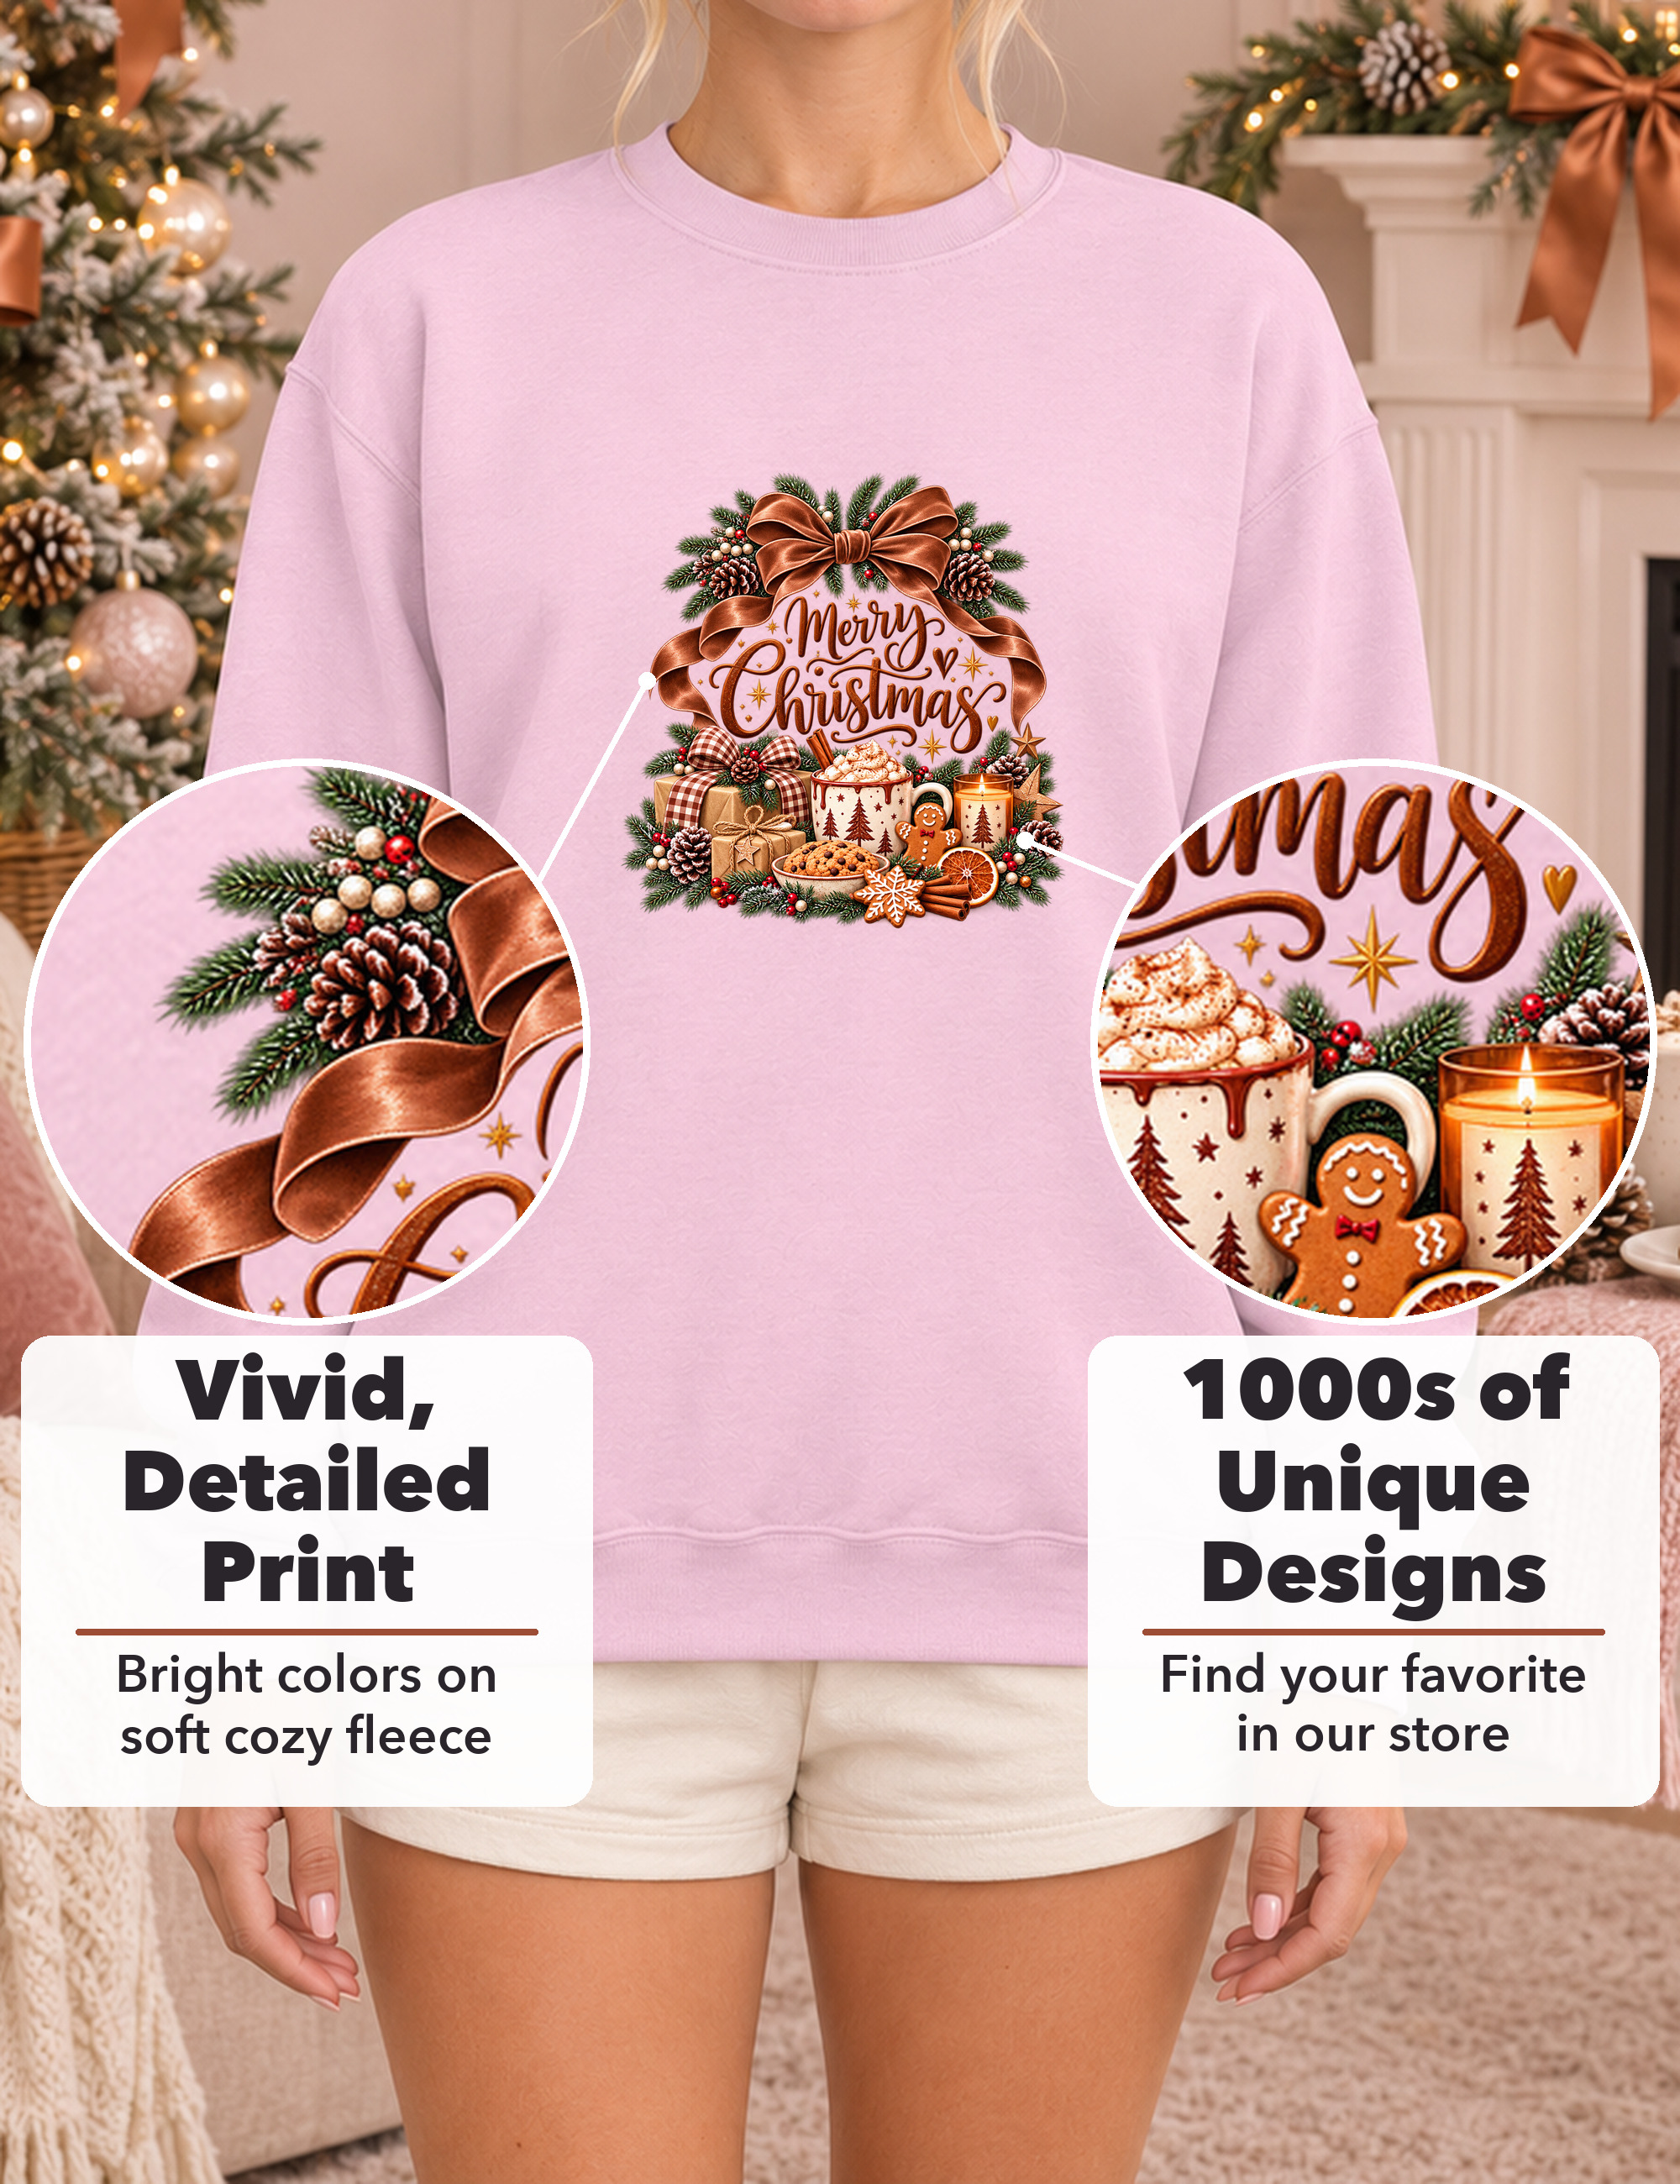 Merry
Christmas
mas
Vivid,
Detailed
Print
Bright colors on
soft cozy fleece
1000s of
Unique
Designs
Find your favorite
in our store